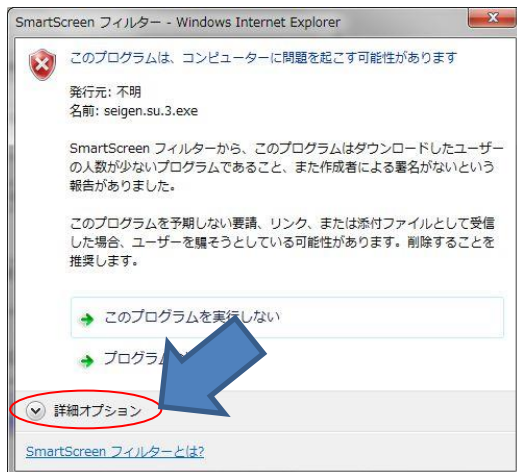 SmartScreen フィルター - Windows Internet Explorer
このプログラムは、コンピューターに問題を起こす可能性があります
発行元: 不明
名前: seigen.su.3.exe
SmartScreen フィルターから、このプログラムはダウンロードしたユーザー
の人数が少ないプログラムであること、また作成者による署名がないという
報告がありました。
このプログラムを予期しない要請、リンク、または添付ファイルとして受信
した場合、ユーザーを騙そうとしている可能性があります。削除することを
推奨します。
このプログラムを実行しない
プログラム
詳細オプション
SmartScreen フィルターとは?